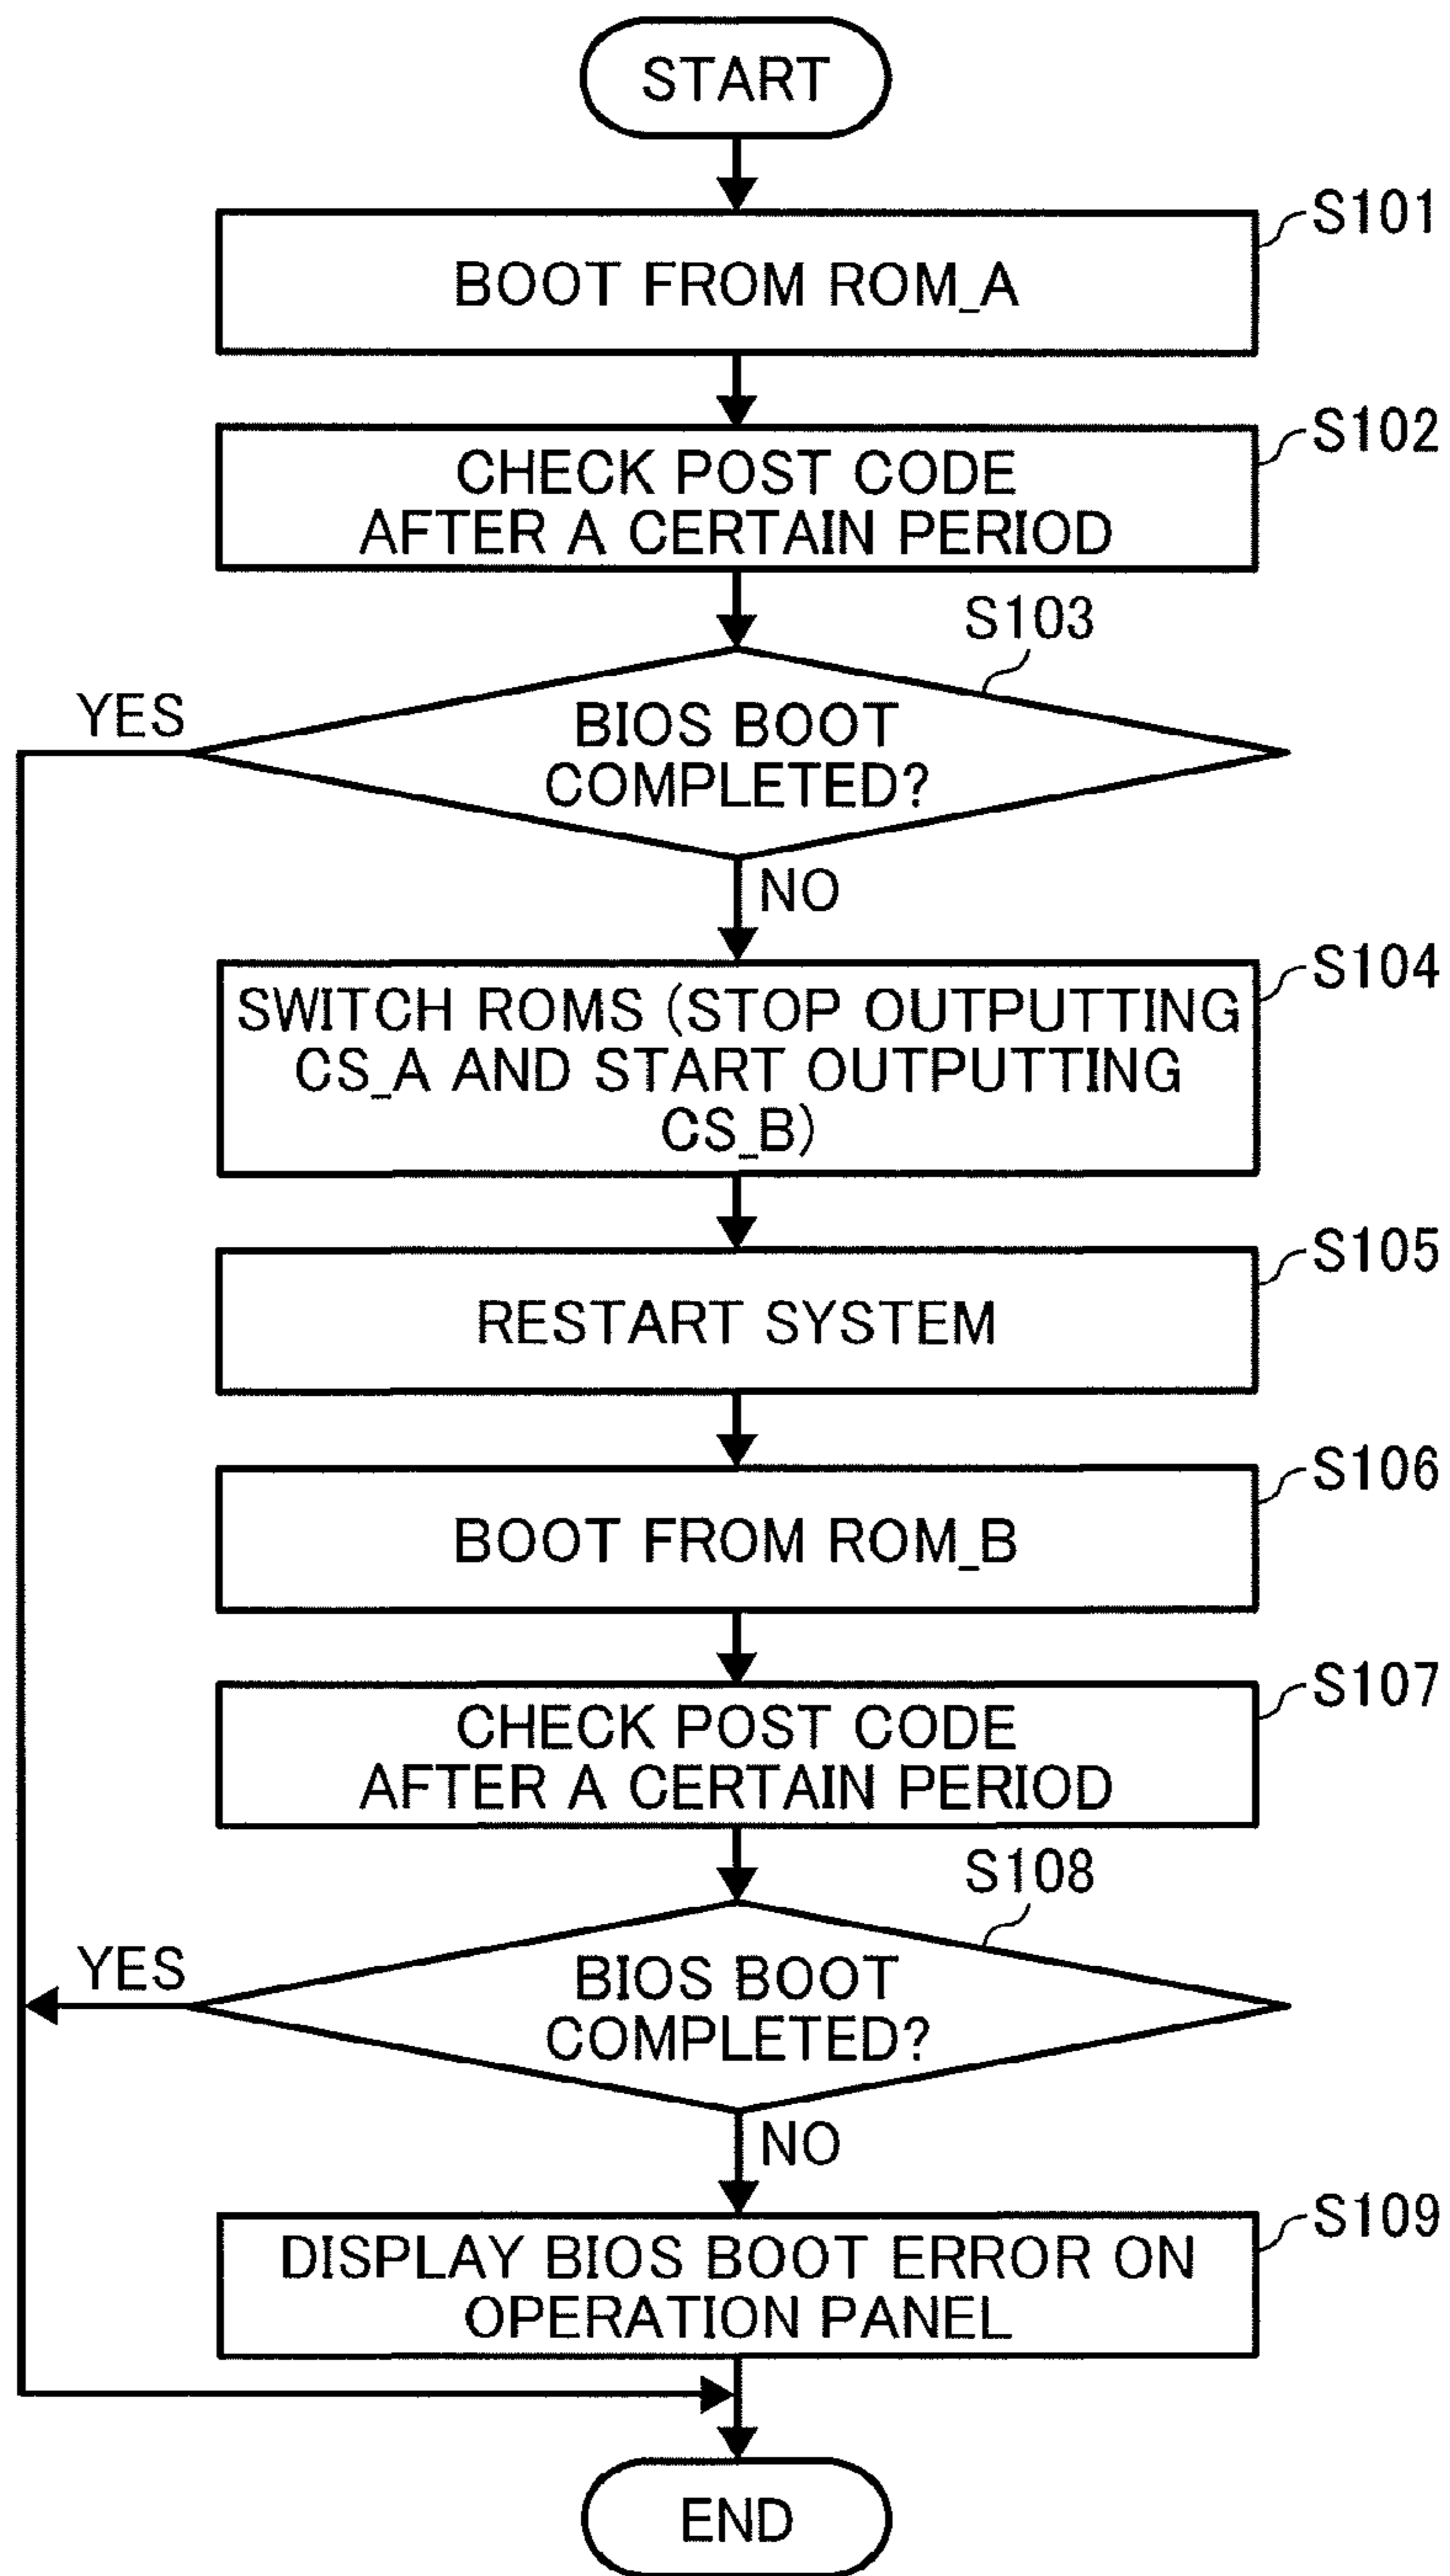 START
S101
BOOT FROM ROM_A
S102
CHECK POST CODE
AFTER A CERTAIN PERIOD
S103
YES
BIOS BOOT
COMPLETED?
NO
S104
SWITCH ROMS (STOP OUTPUTTING
CS_A AND START OUTPUTTING
CS_B)
S105
RESTART SYSTEM
S106
BOOT FROM ROM_B
S107
CHECK POST CODE
AFTER A CERTAIN PERIOD
S108
YES
BIOS BOOT
COMPLETED?
NO
S109
DISPLAY BIOS BOOT ERROR ON
OPERATION PANEL
END